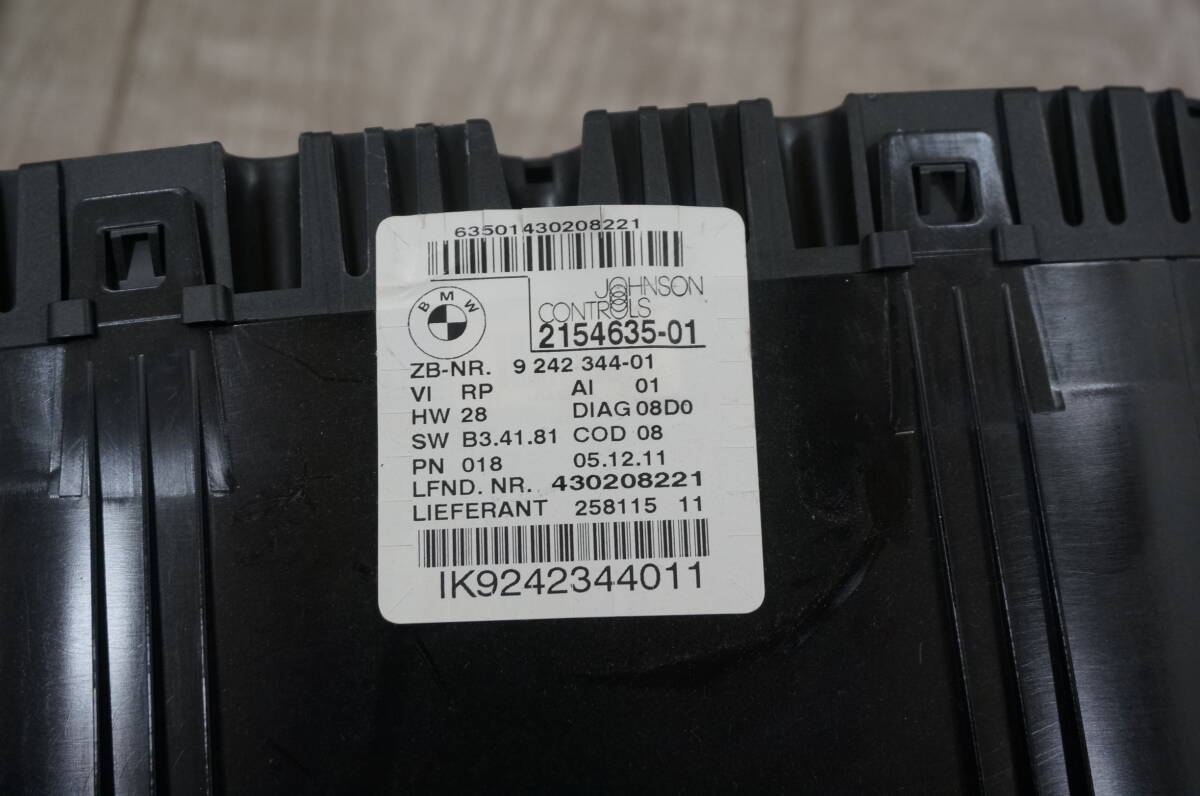 63501430208221
BMW
JOHNSON
CONTROLS
2154635-01
ZB-NR. 9 242 344-01
VI RP AI 01
HW 28 DIAG 08D0
SW B3.41.81 COD 08
PN 018 05.12.11
LFND. NR. 430208221
LIEFERANT 258115 11
IK9242344011